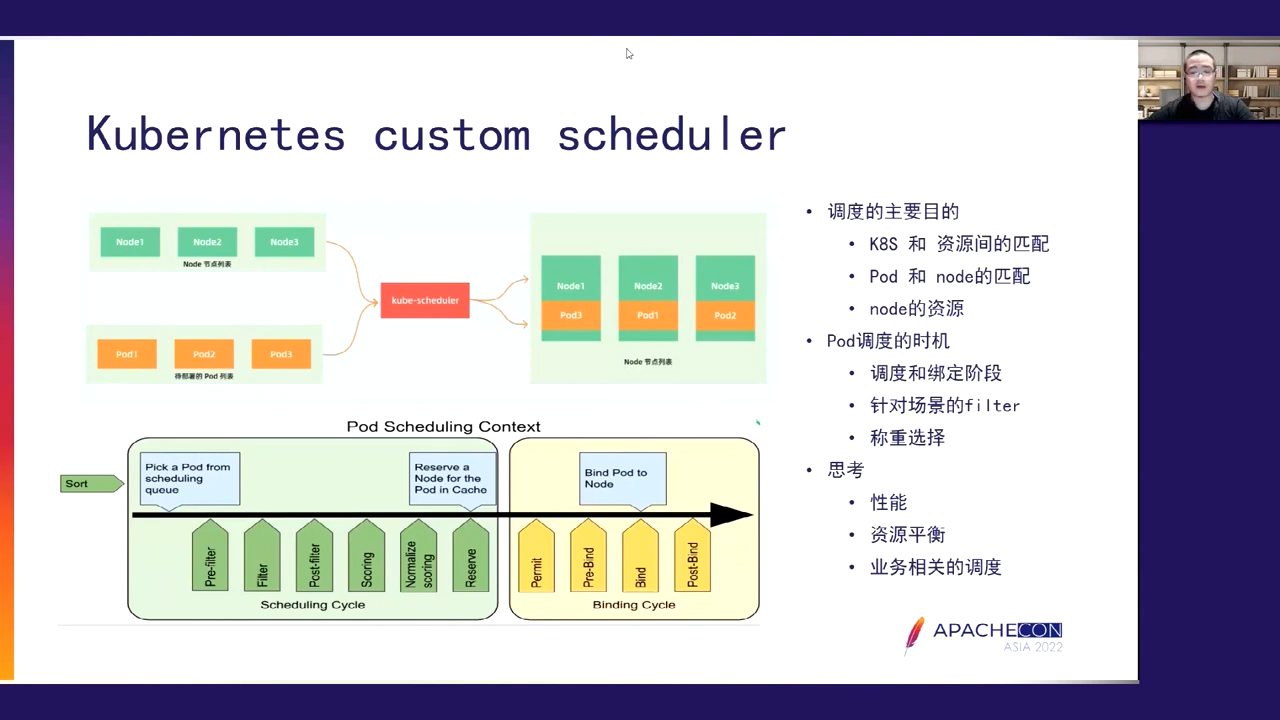 Kubernetes custom scheduler
Node1 Node2 Node3
Node 节点列表
kube-scheduler
Pod1 Pod2 Pod3
待部署的 Pod 列表
Node1 Node2 Node3
Pod3 Pod1 Pod2
Node 节点列表
Pod Scheduling Context
Sort
Pick a Pod from
scheduling
queue
Reserve a
Node for the
Pod in Cache
Bind Pod to
Node
Pre-filter
Filter
Post-filter
Scoring
Normalize
scoring
Reserve
Permit
Pre-Bind
Bind
Post-Bind
Scheduling Cycle
Binding Cycle
• 调度的主要目的
• K8S 和 资源间的匹配
• Pod 和 node的匹配
• node的资源
• Pod调度的时机
• 调度和绑定阶段
• 针对场景的filter
• 称重选择
• 思考
• 性能
• 资源平衡
• 业务相关的调度
APACHECON
ASIA 2022